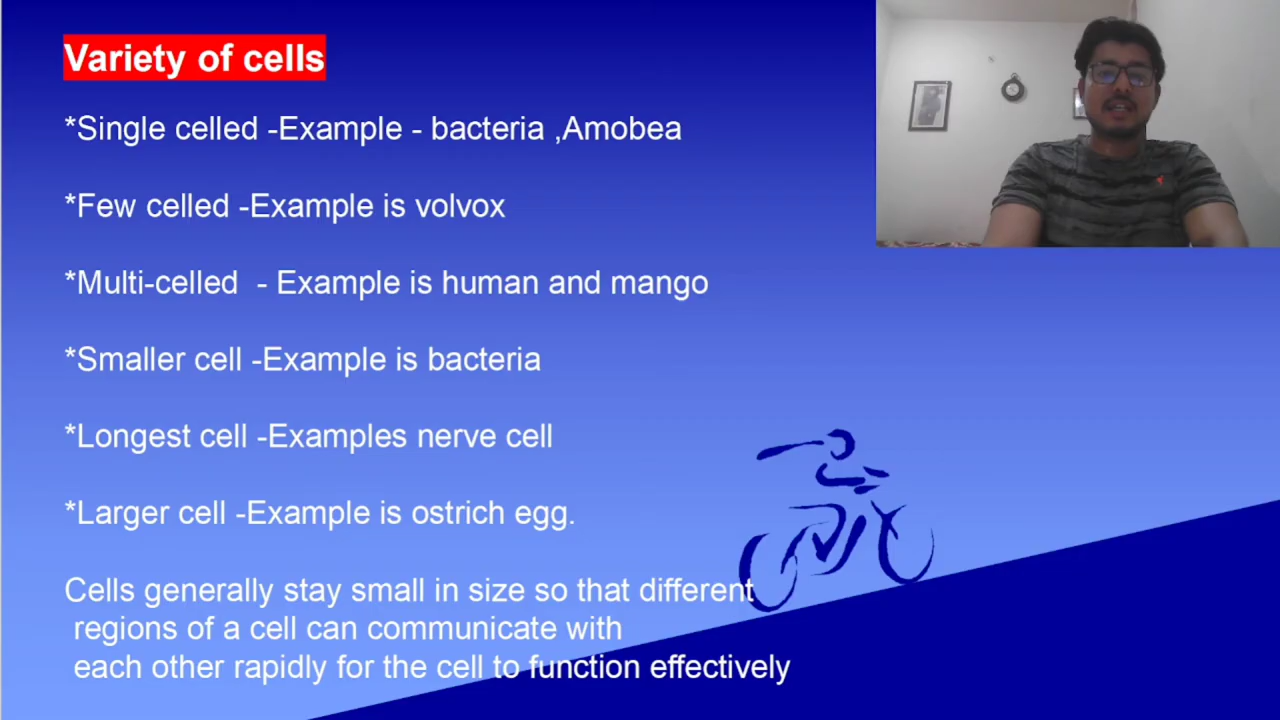 Variety of cells
*Single celled -Example - bacteria ,Amobea
*Few celled -Example is volvox
*Multi-celled  - Example is human and mango
*Smaller cell -Example is bacteria
*Longest cell -Examples nerve cell
*Larger cell -Example is ostrich egg.
Cells generally stay small in size so that different
regions of a cell can communicate with
each other rapidly for the cell to function effectively